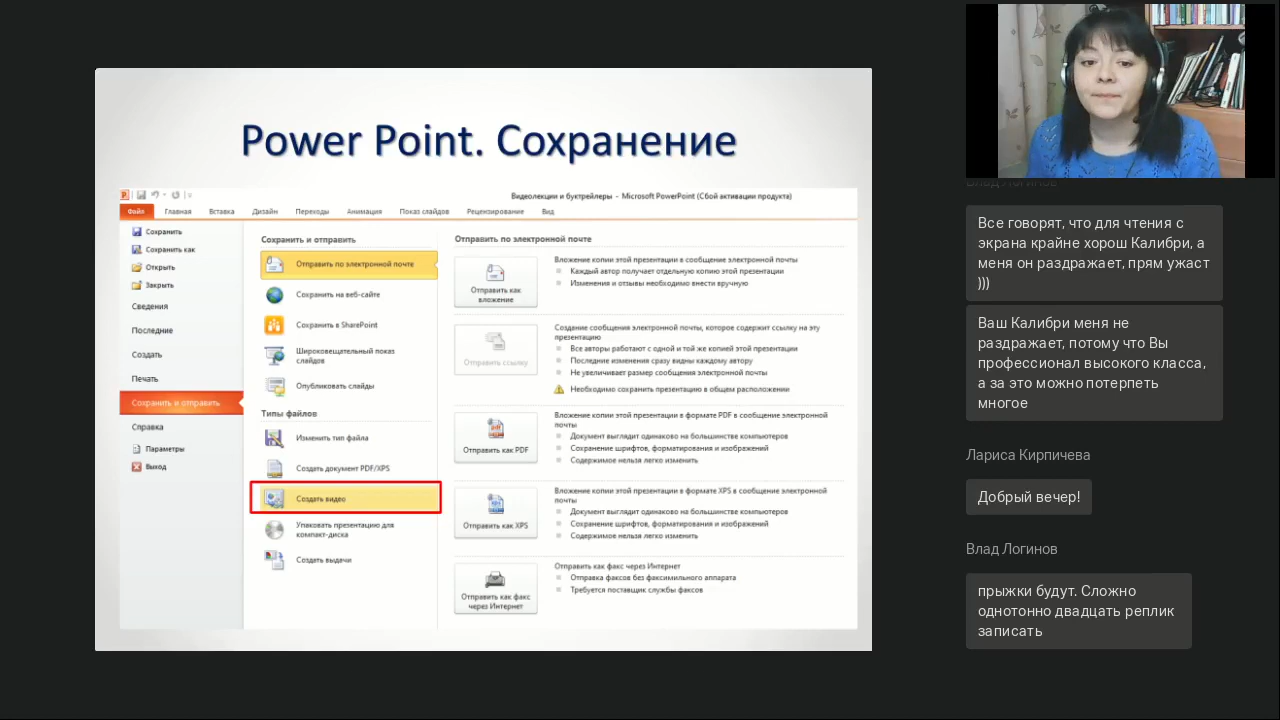 Power Point. Сохранение
Видеолекции и буктрейлеры - Microsoft PowerPoint (Сбой активации продукта)
Файл Главная Вставка Дизайн Переходы Анимация Показ слайдов Рецензирование Вид
Сохранить
Сохранить как
Открыть
Закрыть
Сведения
Последние
Создать
Печать
Сохранить и отправить
Справка
Параметры
Выход
Сохранить и отправить
Отправить по электронной почте
Сохранить на веб-сайте
Сохранить в SharePoint
Широковещательный показ
слайдов
Опубликовать слайды
Типы файлов
Изменить тип файла
Создать документ PDF/XPS
Создать видео
Упаковать презентацию для
компакт-диска
Создать выдачи
Отправить по электронной почте
Отправить как
вложение
Вложение копии этой презентации в сообщение электронной почты
Каждый автор получает отдельную копию этой презентации
Изменения и отзывы необходимо внести вручную
Отправить ссылку
Создание сообщения электронной почты, которое содержит ссылку на эту
презентацию
Все авторы работают с одной и той же копией этой презентации
Последние изменения сразу видны каждому автору
Не увеличивает размер сообщения электронной почты
Необходимо сохранить презентацию в общем расположении
Отправить как PDF
Вложение копии этой презентации в формате PDF в сообщение электронной
почты
Документ выглядит одинаково на большинстве компьютеров
Сохранение шрифтов, форматирования и изображений
Содержимое нельзя легко изменить
Отправить как XPS
Вложение копии этой презентации в формате XPS в сообщение электронной
почты
Документ выглядит одинаково на большинстве компьютеров
Сохранение шрифтов, форматирования и изображений
Содержимое нельзя легко изменить
Отправить как факс
через Интернет
Отправить как факс через Интернет
Отправка факсов без факсимильного аппарата
Требуется поставщик службы факсов
Влад Логинов
Все говорят, что для чтения с
экрана крайне хорош Калибри, а
меня он раздражает, прям ужаст
)))
Ваш Калибри меня не
раздражает, потому что Вы
профессионал высокого класса,
а за это можно потерпеть
многое
Лариса Кирпичева
Добрый вечер!
Влад Логинов
прыжки будут. Сложно
однотонно двадцать реплик
записать